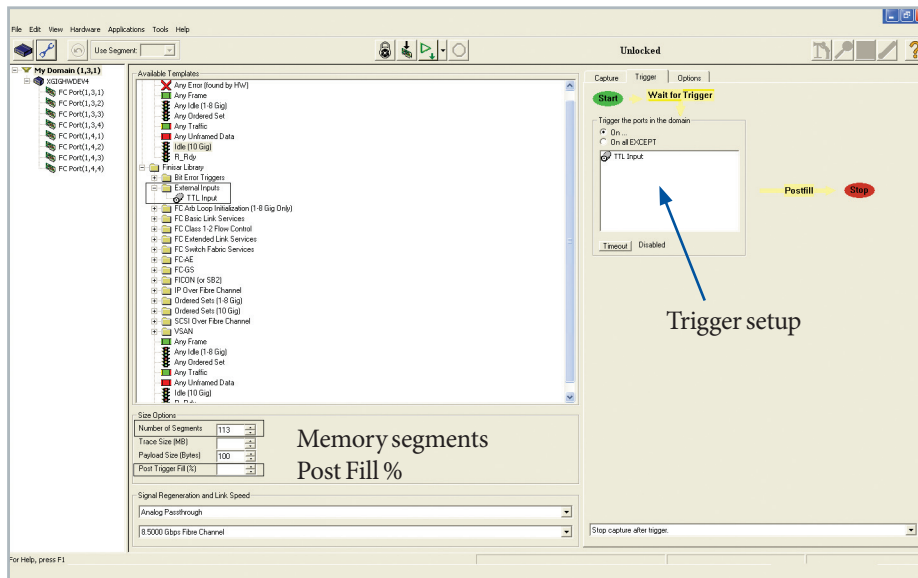 File Edit View Hardware Applications Tools Help
Use Segment:
Unlocked
?
My Domain (1,3,1)
XGIGHWDEV4
FC Port(1,3,1)
FC Port(1,3,2)
FC Port(1,3,3)
FC Port(1,3,4)
FC Port(1,4,1)
FC Port(1,4,2)
FC Port(1,4,3)
FC Port(1,4,4)
Available Templates
Any Error (found by HW)
Any Frame
Any Idle (1-8 Gig)
Any Ordered Set
Any Traffic
Any Unframed Data
Idle (10 Gig)
R_Rdy
Finisar Library
Bit Error Triggers
External Inputs
TTL Input
FC Arb Loop Initialization (1-8 Gig Only)
FC Basic Link Services
FC Class 1-2 Flow Control
FC Extended Link Services
FC Switch Fabric Services
FC-AE
FC-GS
FICON (or SB2)
IP Over Fibre Channel
Ordered Sets (1-8 Gig)
Ordered Sets (10 Gig)
SCSI Over Fibre Channel
VSAN
Any Frame
Any Idle (1-8 Gig)
Any Ordered Set
Any Traffic
Any Unframed Data
Idle (10 Gig)
R_Rdy
Size Options
Number of Segments 113
Trace Size (MB)
Payload Size (Bytes) 100
Post Trigger Fill (%)
Memory segments
Post Fill %
Signal Regeneration and Link Speed
Analog Passthrough
8.5000 Gbps Fibre Channel
Capture Trigger Options
Start Wait for Trigger
Trigger the ports in the domain
On ...
On all EXCEPT
TTL Input
Timeout Disabled
Postfill Stop
Trigger setup
Stop capture after trigger.
For Help, press F1